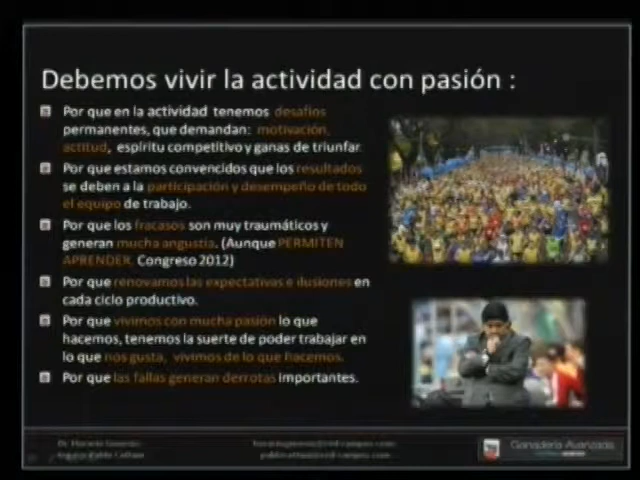 Debemos vivir la actividad con pasión :
Por que en la actividad tenemos desafíos
permanentes, que demandan: motivación,
actitud, espíritu competitivo y ganas de triunfar
Por que estamos convencidos que los resultados
se deben a la participación y desempeño de todo
el equipo de trabajo.
Por que los fracasos son muy traumáticos y
generan mucha angustia. (Aunque PERMITEN
APRENDER. Congreso 2012)
Por que renovamos las expectativas e ilusiones en
cada ciclo productivo.
Por que vivimos con mucha pasión lo que
hacemos, tenemos la suerte de poder trabajar en
lo que nos gusta, vivimos de lo que hacemos.
Por que las fallas generan derrotas importantes.
Ganadería Avanzada